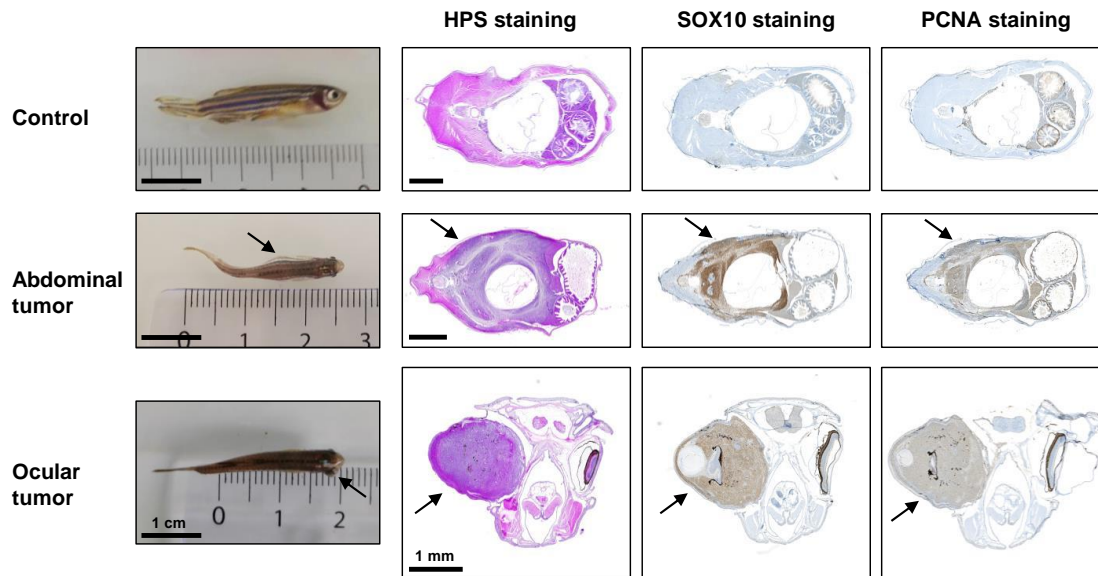 HPS staining SOX10 staining PCNA staining
Control
Abdominal
tumor
0 1 2 3
Ocular
tumor
1 cm
0 1 2
1 mm